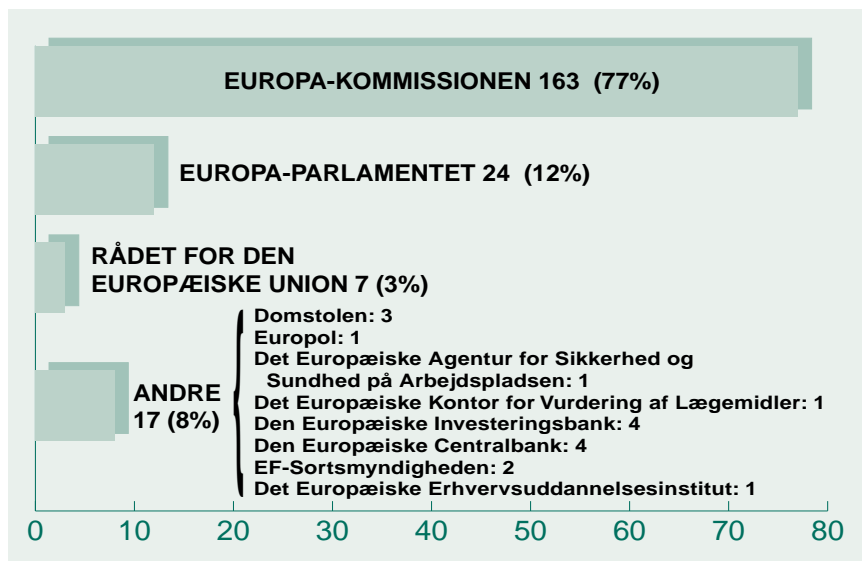 EUROPA-KOMMISSIONEN 163 (77%)
EUROPA-PARLAMENTET 24 (12%)
RÅDET FOR DEN
EUROPÆISKE UNION 7 (3%)
ANDRE
17 (8%)
Domstolen: 3
Europol: 1
Det Europæiske Agentur for Sikkerhed og
Sundhed på Arbejdspladsen: 1
Det Europæiske Kontor for Vurdering af Lægemidler: 1
Den Europæiske Investeringsbank: 4
Den Europæiske Centralbank: 4
EF-Sortsmyndigheden: 2
Det Europæiske Erhvervsuddannelsesinstitut: 1
0 10 20 30 40 50 60 70 80